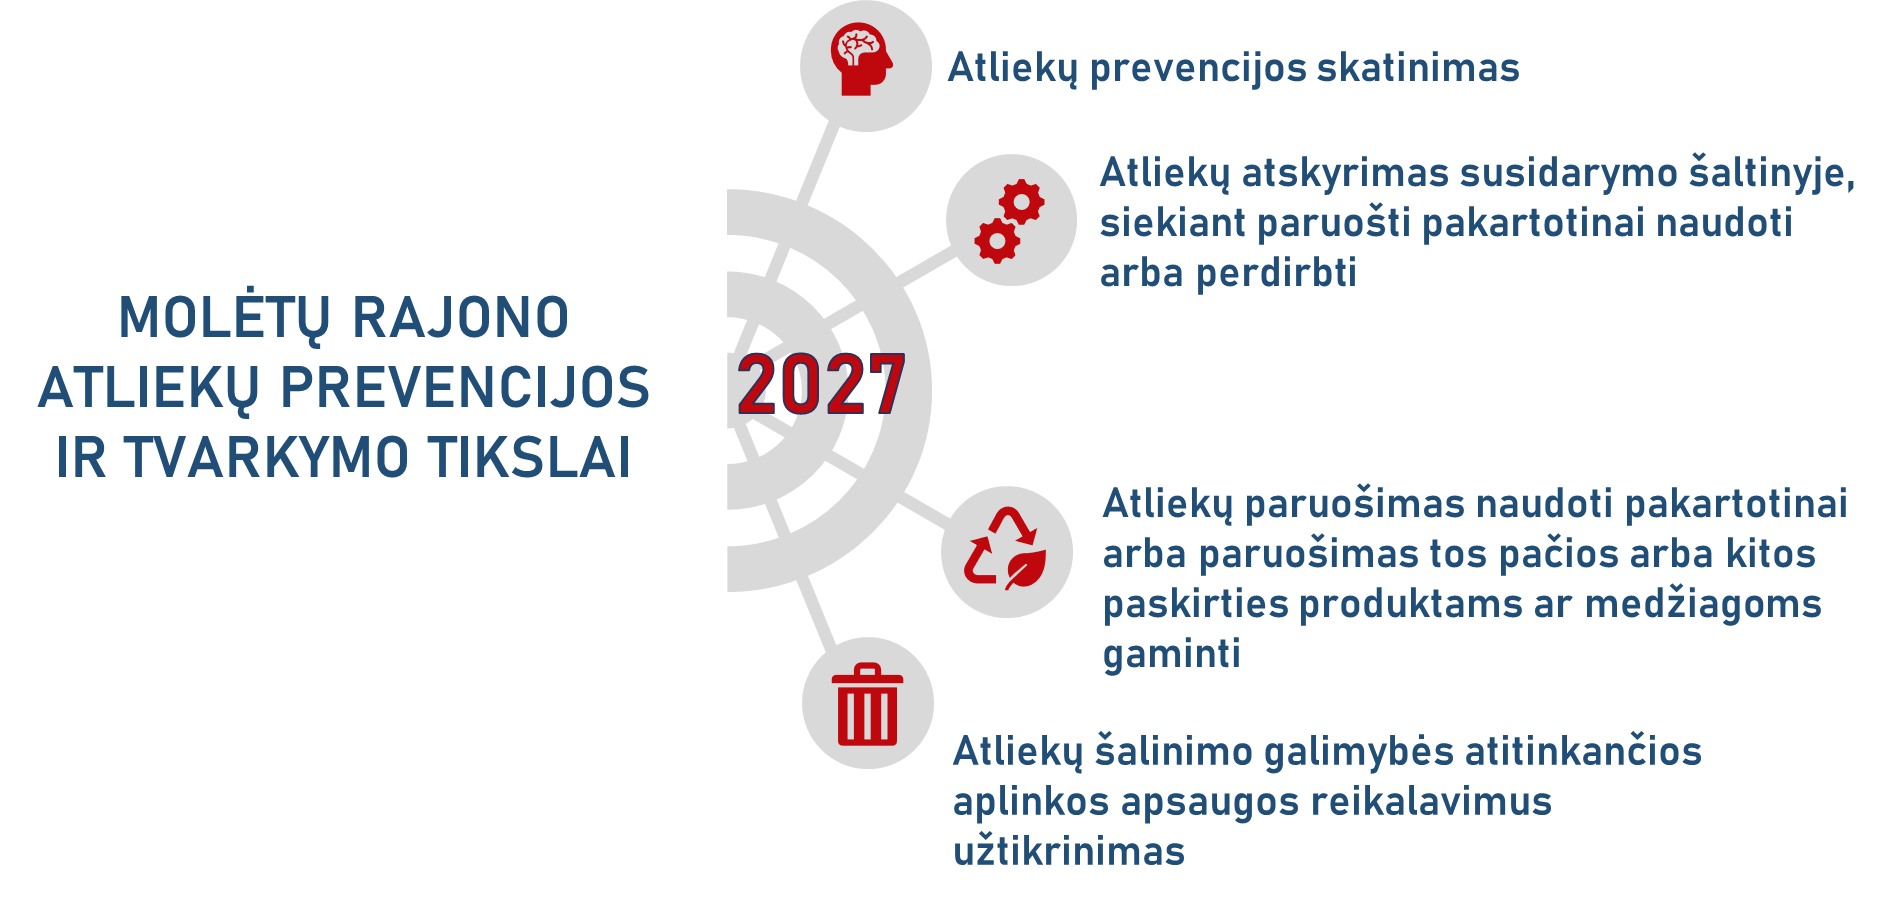 MOLĖTŲ RAJONO
ATLIEKŲ PREVENCIJOS
IR TVARKYMO TIKSLAI
2027
Atliekų prevencijos skatinimas
Atliekų atskyrimas susidarymo šaltinyje,
siekiant paruošti pakartotinai naudoti
arba perdirbti
Atliekų paruošimas naudoti pakartotinai
arba paruošimas tos pačios arba kitos
paskirties produktams ar medžiagoms
gaminti
Atliekų šalinimo galimybės atitinkančios
aplinkos apsaugos reikalavimus
užtikrinimas